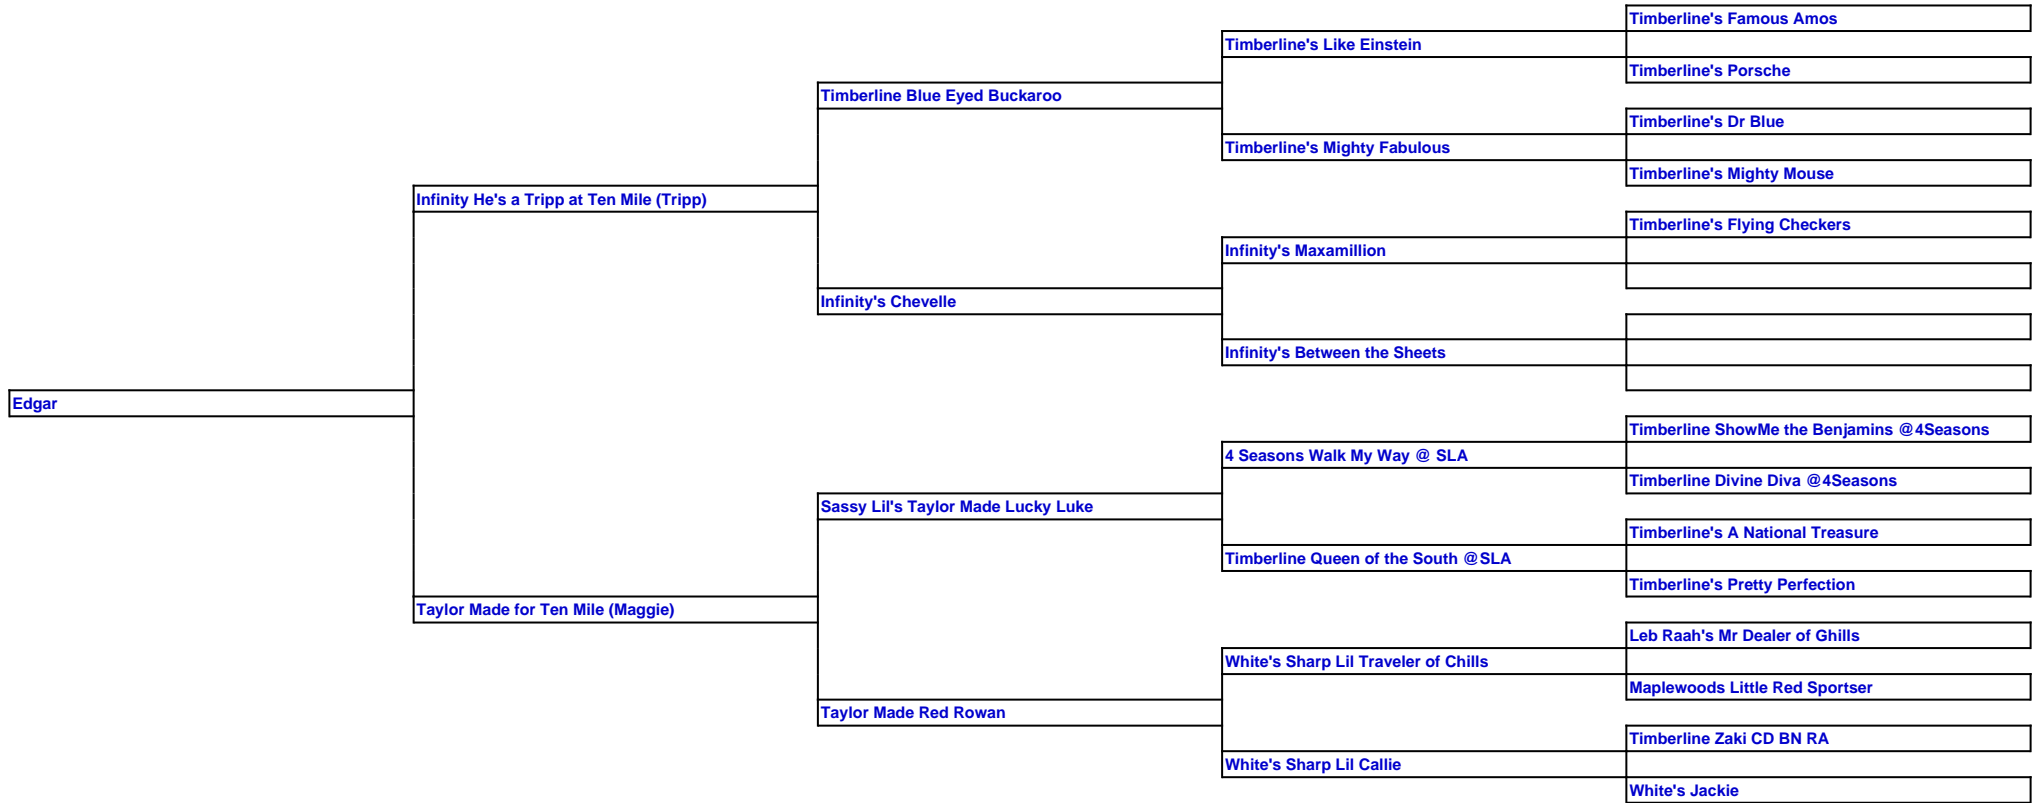 Timberline's Famous Amos
Timberline's Like Einstein
Timberline's Porsche
Timberline Blue Eyed Buckaroo
Timberline's Dr Blue
Timberline's Mighty Fabulous
Timberline's Mighty Mouse
Infinity He's a Tripp at Ten Mile (Tripp)
Timberline's Flying Checkers
Infinity's Maxamillion
Infinity's Chevelle
Infinity's Between the Sheets
Edgar
Timberline ShowMe the Benjamins @4Seasons
4 Seasons Walk My Way @ SLA
Timberline Divine Diva @4Seasons
Sassy Lil's Taylor Made Lucky Luke
Timberline's A National Treasure
Timberline Queen of the South @SLA
Timberline's Pretty Perfection
Taylor Made for Ten Mile (Maggie)
Leb Raah's Mr Dealer of Ghills
White's Sharp Lil Traveler of Chills
Maplewoods Little Red Sportser
Taylor Made Red Rowan
Timberline Zaki CD BN RA
White's Sharp Lil Callie
White's Jackie